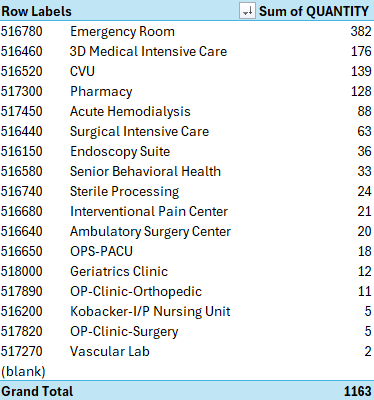 Row Labels Sum of QUANTITY
516780 Emergency Room 382
516460 3D Medical Intensive Care 176
516520 CVU 139
517300 Pharmacy 128
517450 Acute Hemodialysis 88
516440 Surgical Intensive Care 63
516150 Endoscopy Suite 36
516580 Senior Behavioral Health 33
516740 Sterile Processing 24
516680 Interventional Pain Center 21
516640 Ambulatory Surgery Center 20
516650 OPS-PACU 18
518000 Geriatrics Clinic 12
517890 OP-Clinic-Orthopedic 11
516200 Kobacker-I/P Nursing Unit 5
517820 OP-Clinic-Surgery 5
517270 Vascular Lab 2
(blank)
Grand Total 1163